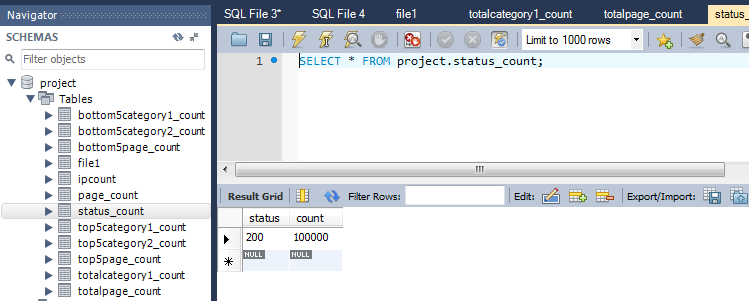 Navigator
SCHEMAS
Filter objects
project
Tables
bottom5category1_count
bottom5category2_count
bottom5page_count
file1
ipcount
page_count
status_count
top5category1_count
top5category2_count
top5page_count
totalcategory1_count
totalpage_count
SQL File 3* SQL File 4 file1 totalcategory1_count totalpage_count status_
Limit to 1000 rows
1 SELECT * FROM project.status_count;
Result Grid Filter Rows: Edit: Export/Import:
status count
200 100000
NULL NULL